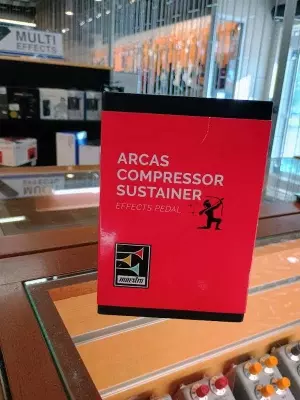 MULTI
EFFECTS
ARCAS
COMPRESSOR
SUSTAINER
EFFECTS PEDAL
maestro